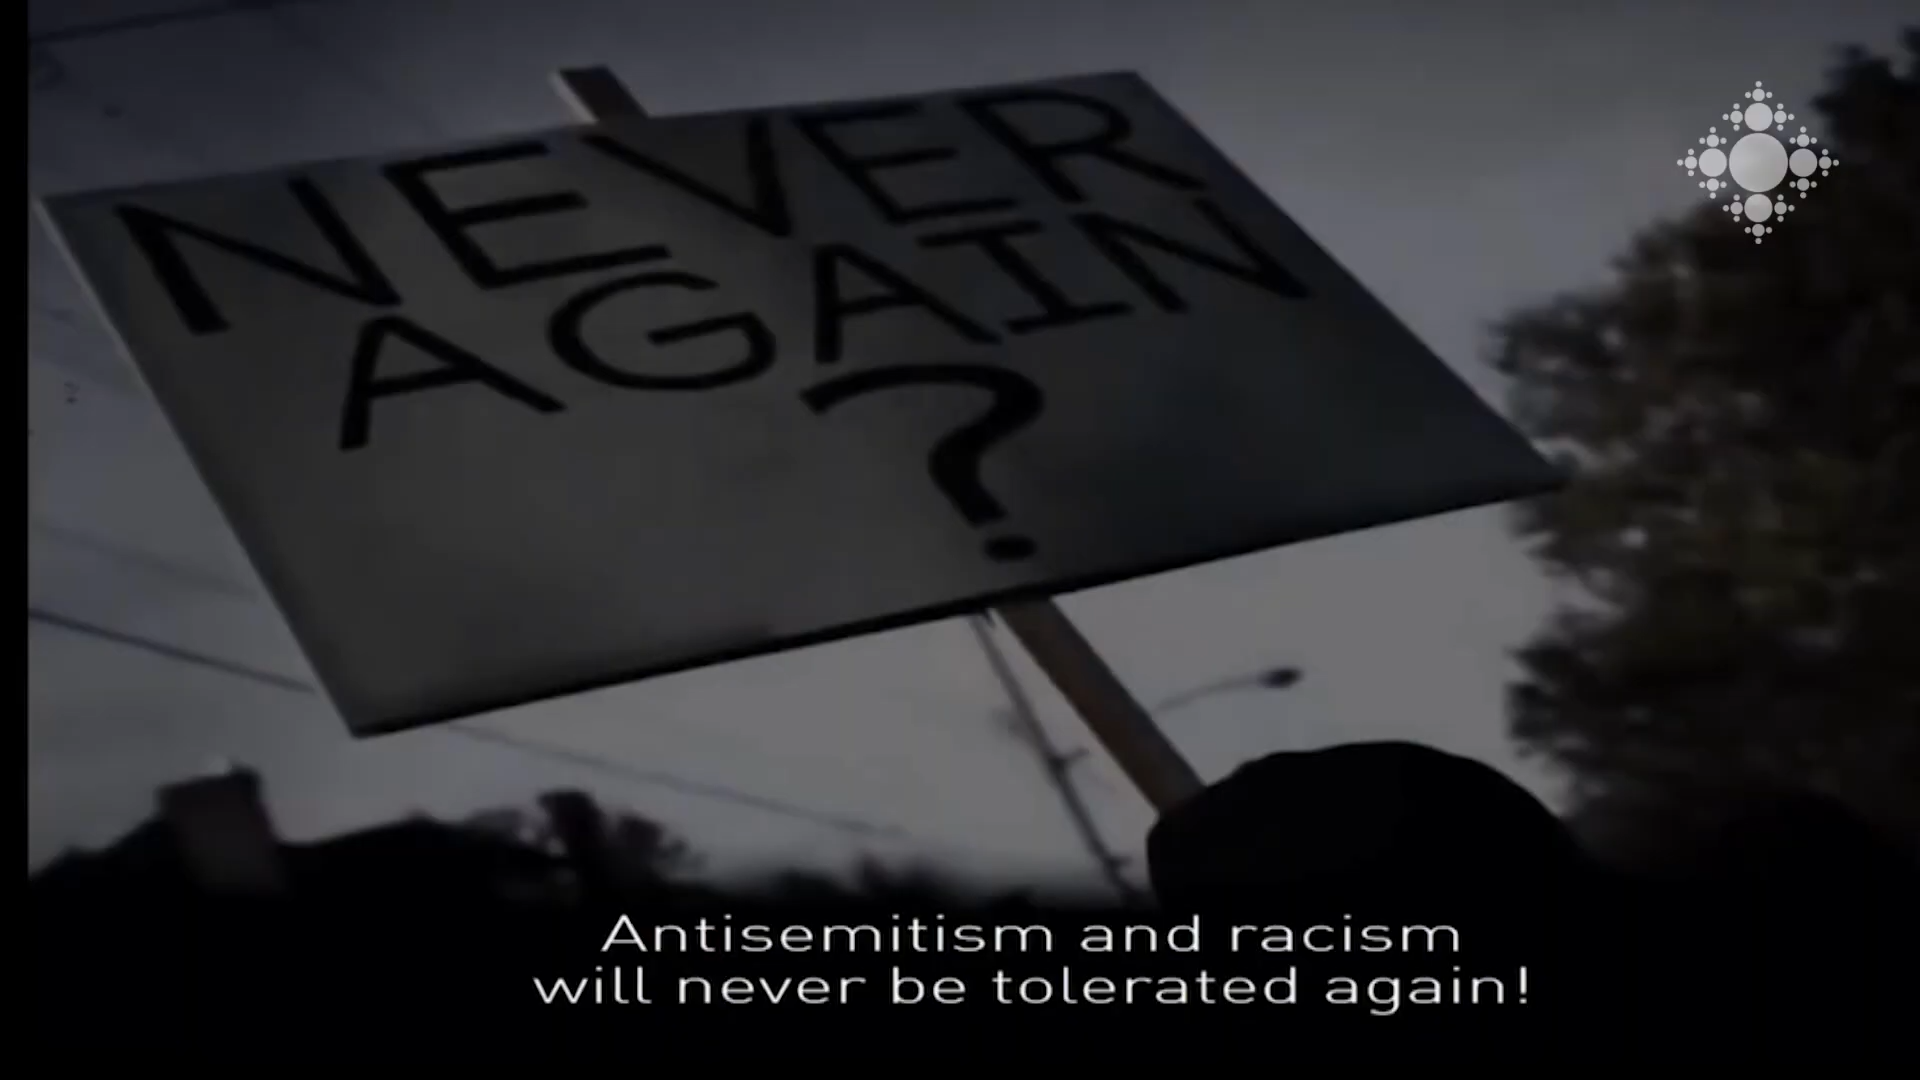 NEVER
AGAIN
?
Antisemitism and racism
will never be tolerated again!